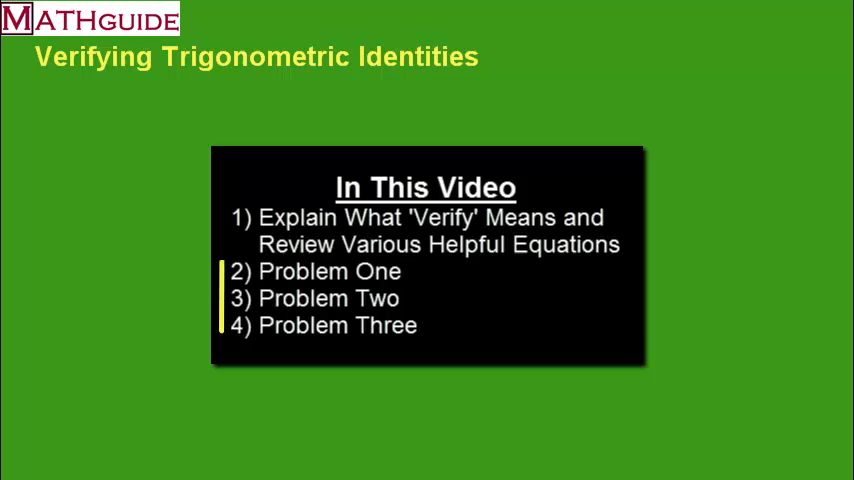 MATHGUIDE
Verifying Trigonometric Identities
In This Video
1) Explain What 'Verify' Means and
Review Various Helpful Equations
2) Problem One
3) Problem Two
4) Problem Three